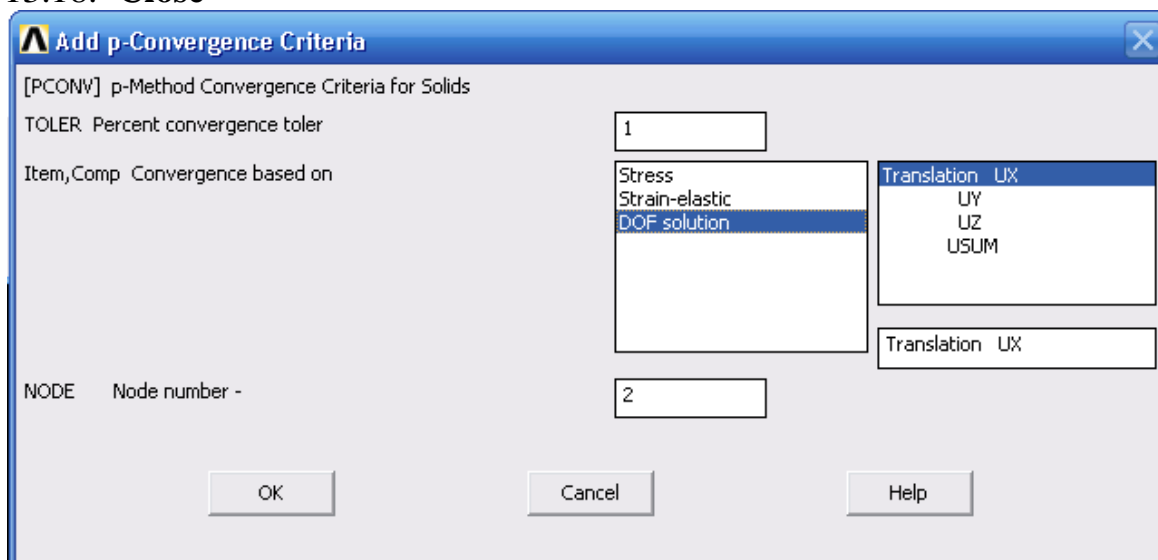 Add p-Convergence Criteria
[PCONV] p-Method Convergence Criteria for Solids
TOLER Percent convergence toler 1
Item,Comp Convergence based on
Stress
Strain-elastic
DOF solution
Translation UX
UY
UZ
USUM
Translation UX
NODE Node number - 2
OK Cancel Help